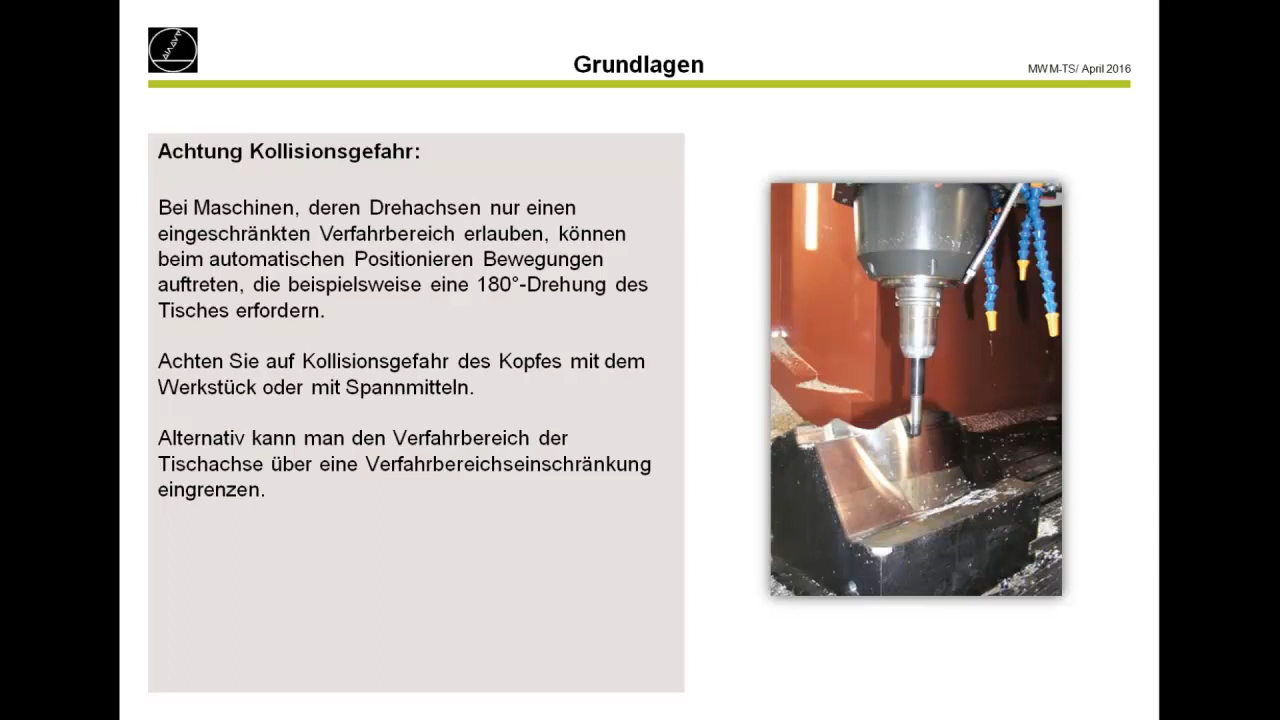 Grundlagen
MWM-TS/ April 2016
Achtung Kollisionsgefahr:
Bei Maschinen, deren Drehachsen nur einen
eingeschränkten Verfahrbereich erlauben, können
beim automatischen Positionieren Bewegungen
auftreten, die beispielsweise eine 180°-Drehung des
Tisches erfordern.
Achten Sie auf Kollisionsgefahr des Kopfes mit dem
Werkstück oder mit Spannmitteln.
Alternativ kann man den Verfahrbereich der
Tischachse über eine Verfahrbereichseinschränkung
eingrenzen.